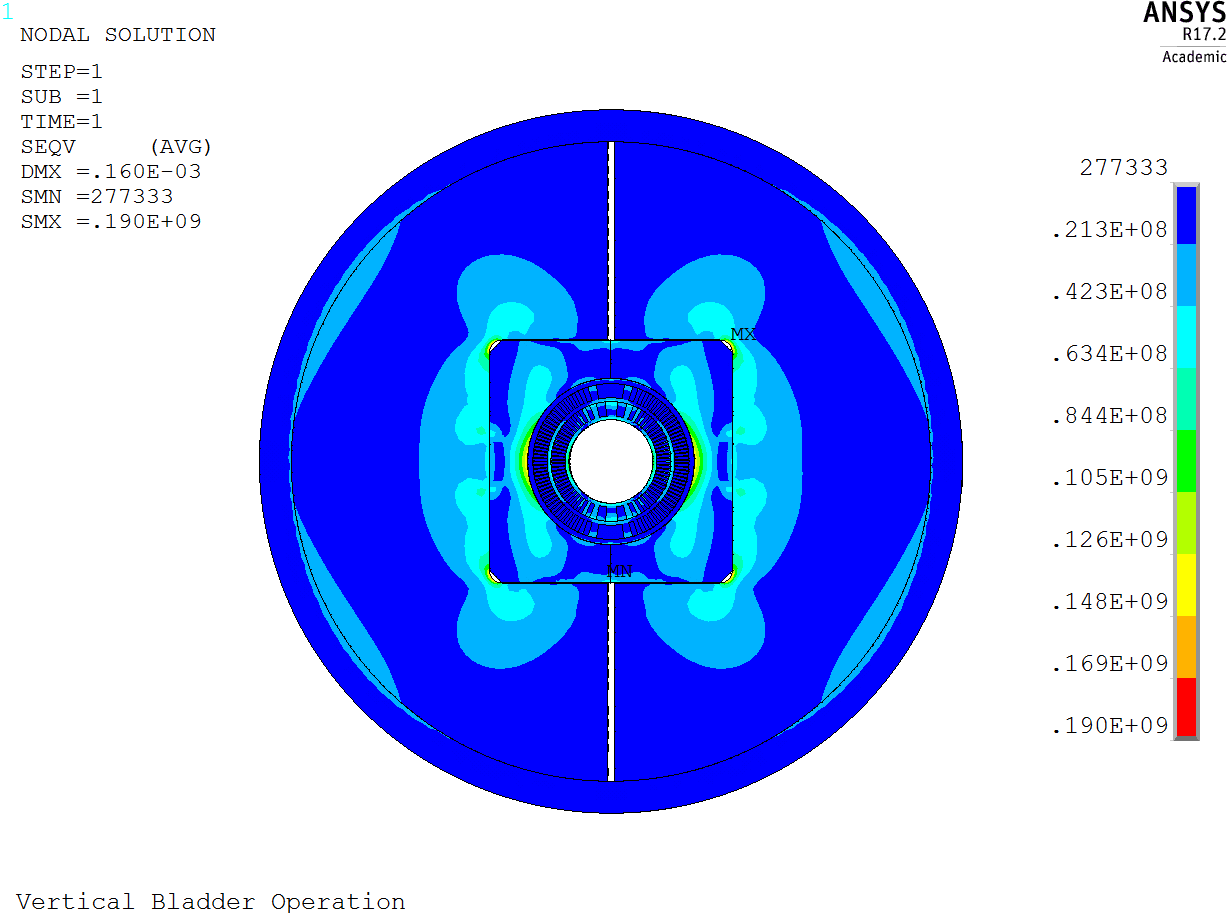 1
NODAL SOLUTION
STEP=1
SUB =1
TIME=1
SEQV     (AVG)
DMX =.160E-03
SMN =277333
SMX =.190E+09
ANSYS
R17.2
Academic
277333
.213E+08
.423E+08
.634E+08
.844E+08
.105E+09
.126E+09
.148E+09
.169E+09
.190E+09
MX
MN
Vertical Bladder Operation